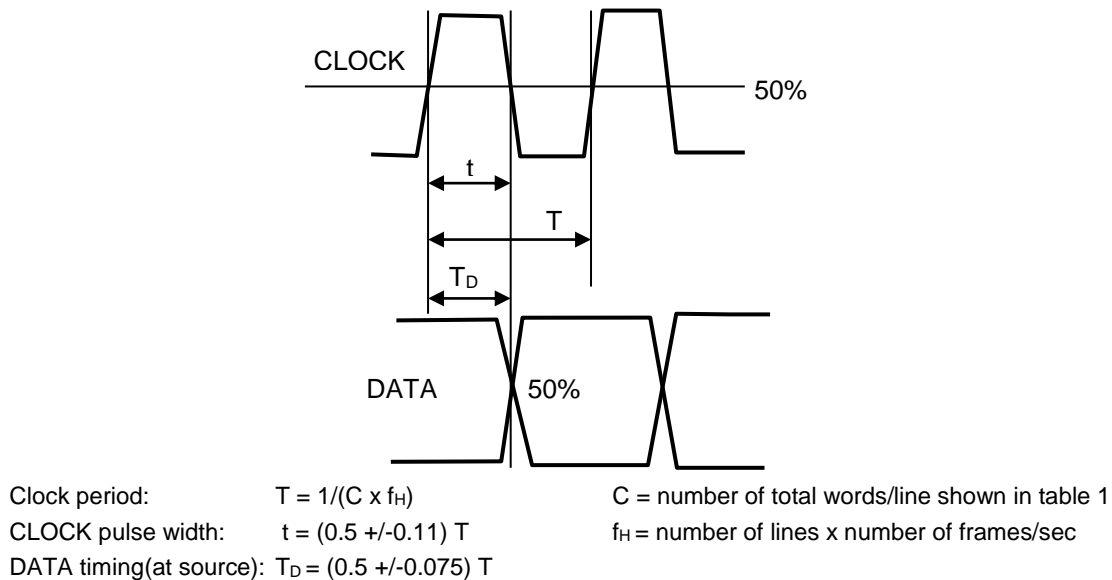 CLOCK
50%
t
T
TD
DATA
50%
Clock period: T = 1/(C x fH) C = number of total words/line shown in table 1
CLOCK pulse width: t = (0.5 +/-0.11) T fH = number of lines x number of frames/sec
DATA timing(at source): TD = (0.5 +/-0.075) T